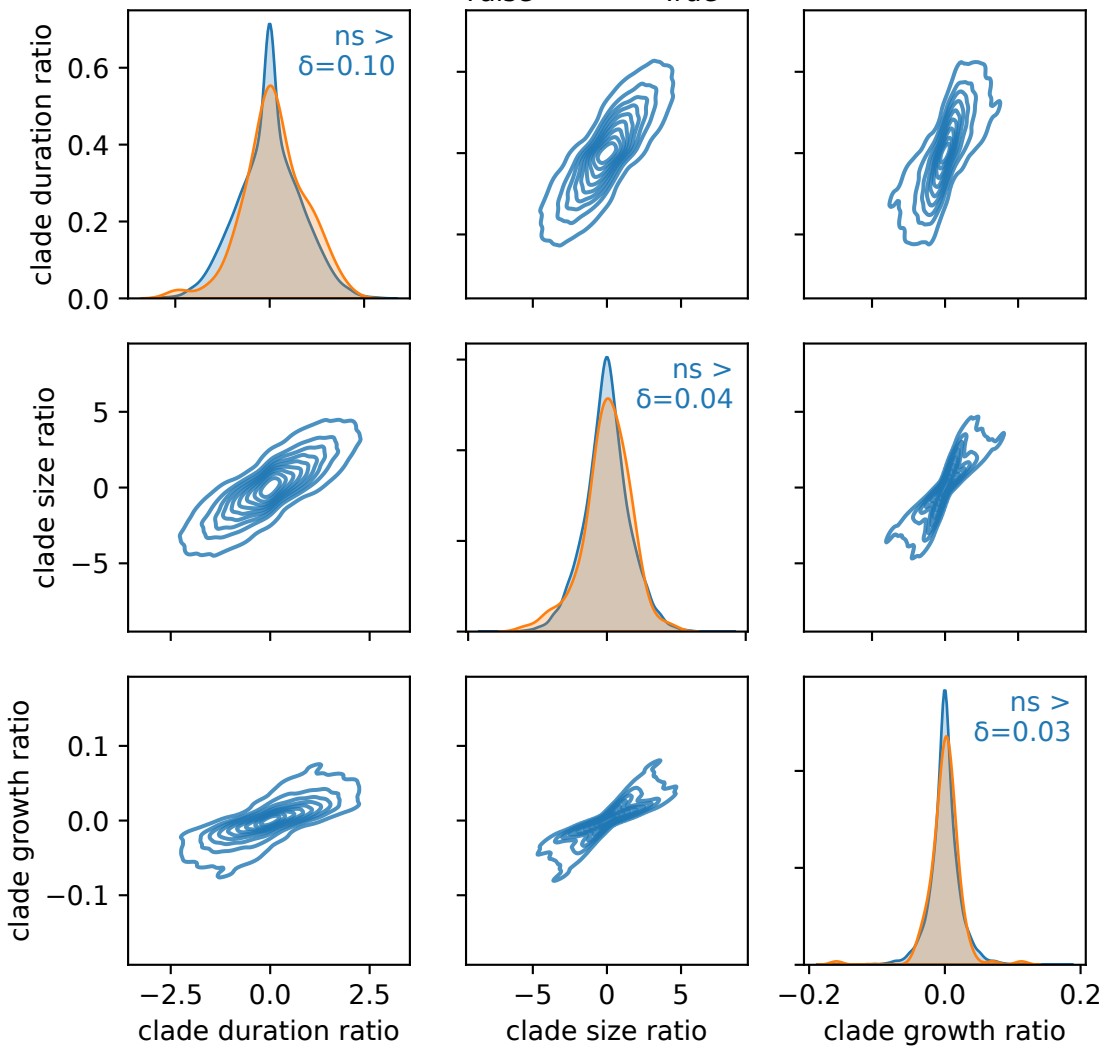 clade duration ratio
0.6
0.4
0.2
0.0
ns >
δ=0.10
clade size ratio
5
0
−5
ns >
δ=0.04
clade growth ratio
0.1
0.0
−0.1
ns >
δ=0.03
−2.5 0.0 2.5
−5 0 5
−0.2 0.0 0.2
clade duration ratio
clade size ratio
clade growth ratio